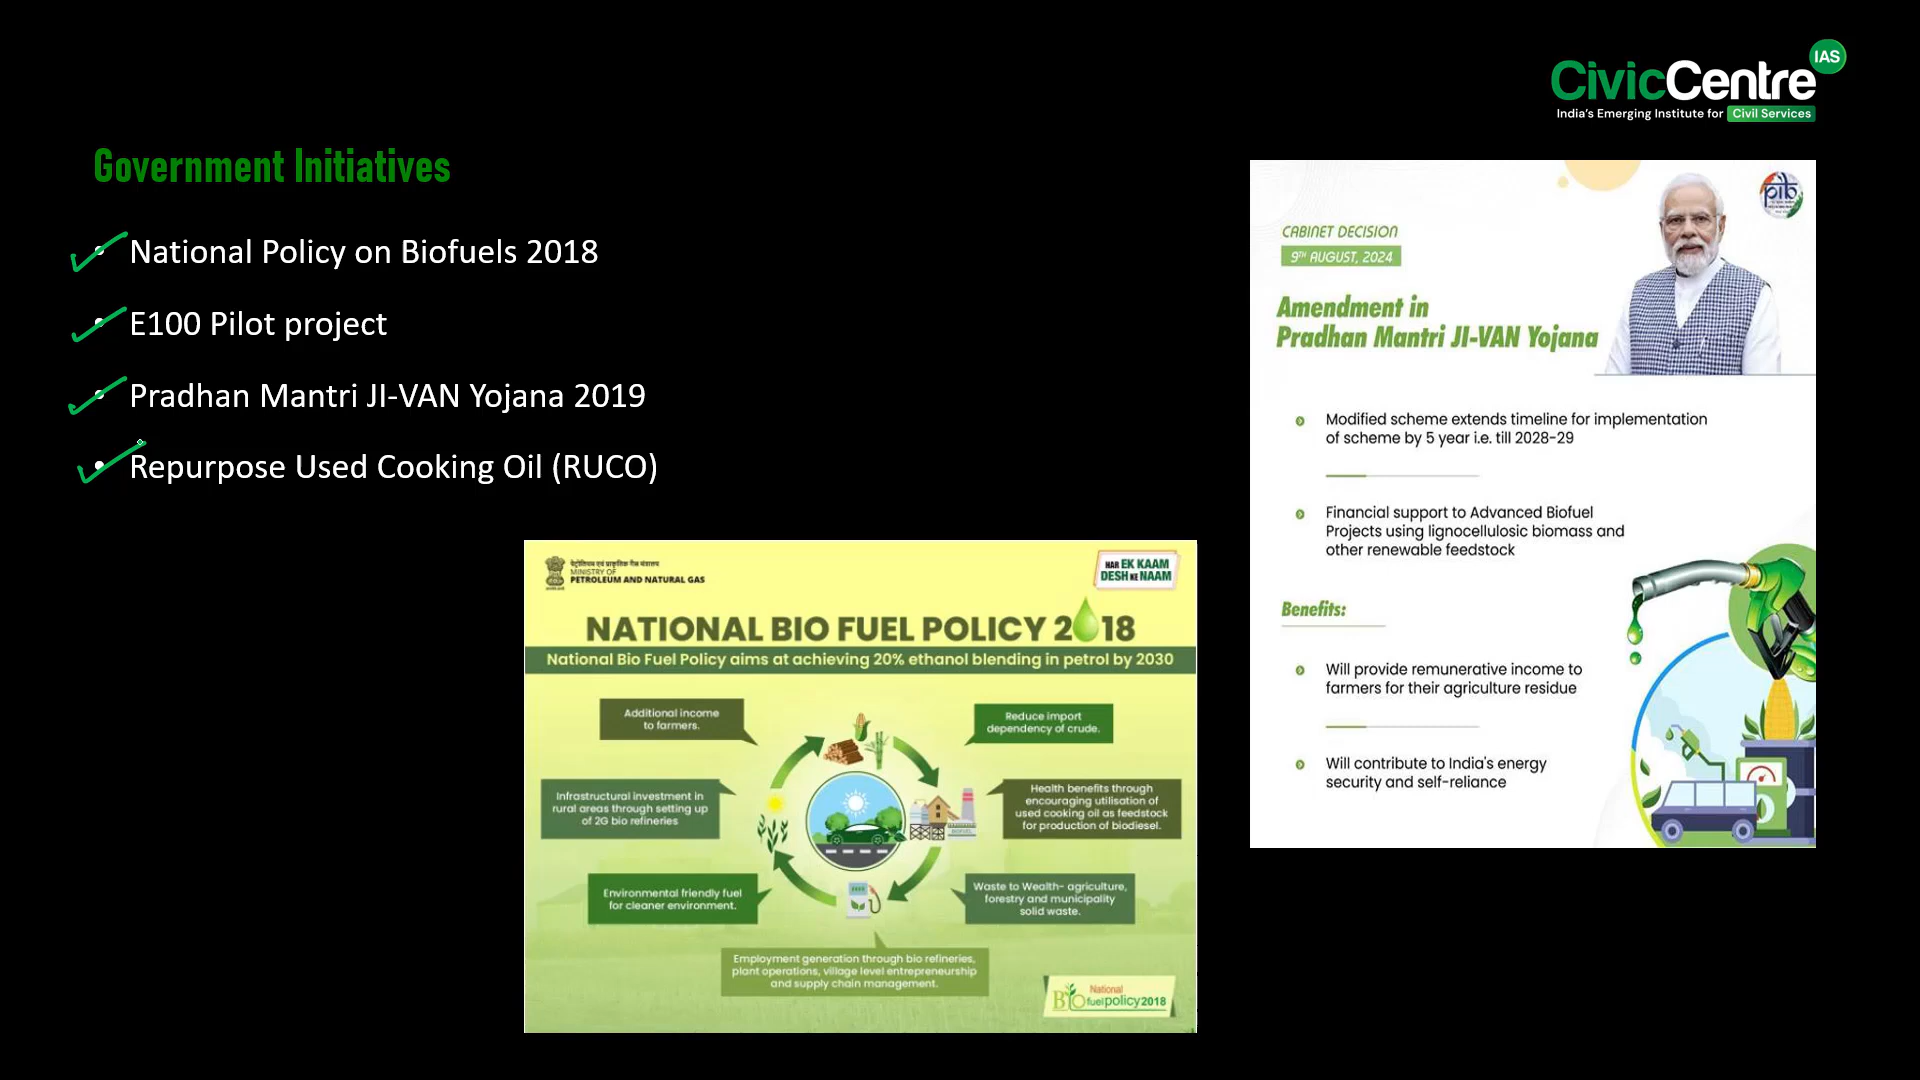 CivicCentre IAS
India's Emerging Institute for Civil Services
Government Initiatives
• National Policy on Biofuels 2018
• E100 Pilot project
• Pradhan Mantri JI-VAN Yojana 2019
• Repurpose Used Cooking Oil (RUCO)
pib
CABINET DECISION
9TH AUGUST, 2024
Amendment in
Pradhan Mantri JI-VAN Yojana
Modified scheme extends timeline for implementation
of scheme by 5 year i.e. till 2028-29
Financial support to Advanced Biofuel
Projects using lignocellulosic biomass and
other renewable feedstock
Benefits:
Will provide remunerative income to
farmers for their agriculture residue
Will contribute to India's energy
security and self-reliance
पेट्रोलियम एवं प्राकृतिक गैस मंत्रालय
MINISTRY OF
PETROLEUM AND NATURAL GAS
HAR EK KAAM
DESH KE NAAM
NATIONAL BIO FUEL POLICY 2018
National Bio Fuel Policy aims at achieving 20% ethanol blending in petrol by 2030
Additional income
to farmers.
Reduce import
dependency of crude.
Infrastructural investment in
rural areas through setting up
of 2G bio refineries
Health benefits through
encouraging utilisation of
used cooking oil as feedstock
for production of biodiesel.
BIOFUEL
Environmental friendly fuel
for cleaner environment.
Waste to Wealth- agriculture,
forestry and municipality
solid waste.
Employment generation through bio refineries,
plant operations, village level entrepreneurship
and supply chain management.
National
BIO fuelpolicy2018